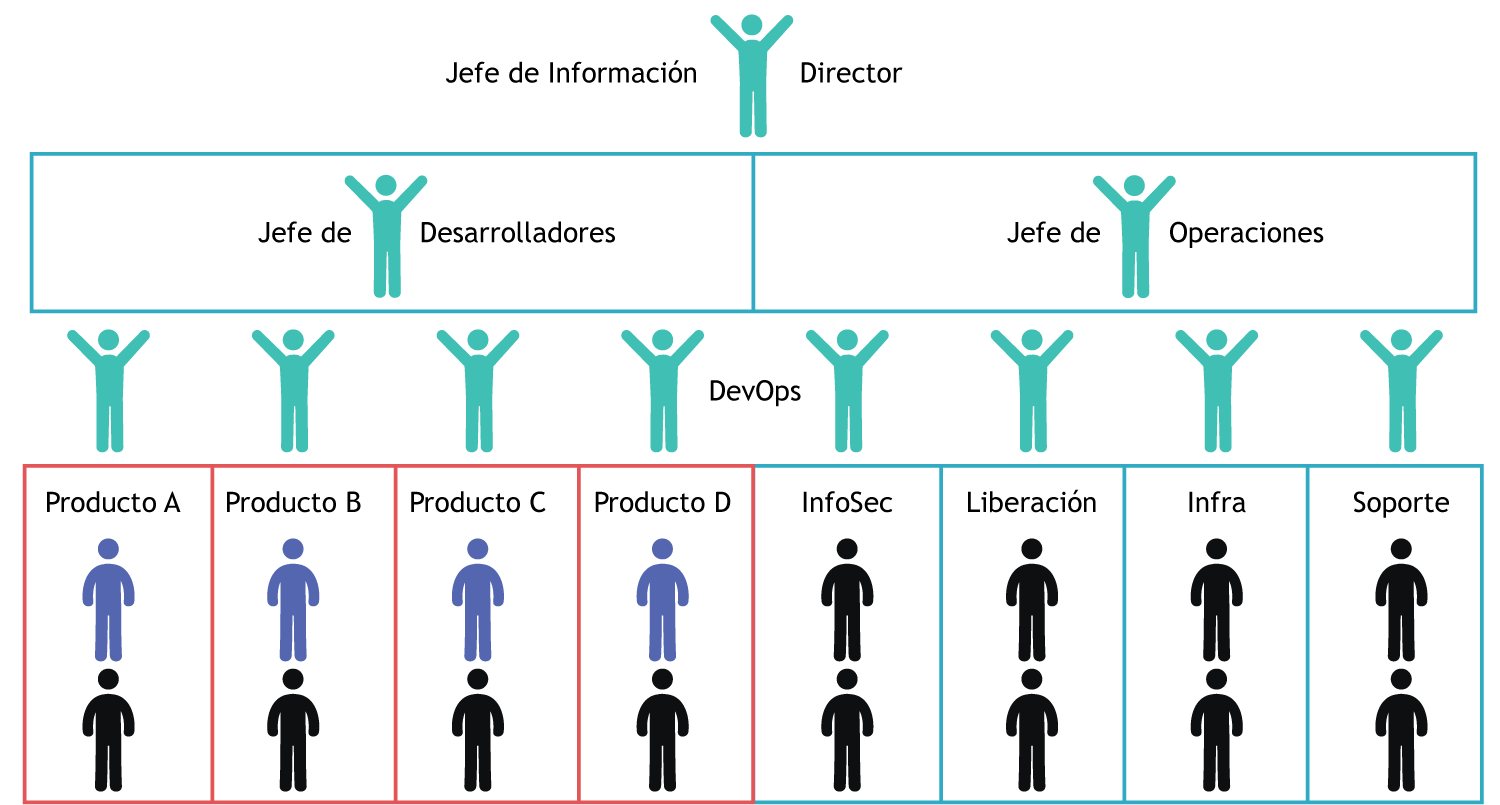 Jefe de Información Director
Jefe de Desarrolladores
Jefe de Operaciones
DevOps
Producto A
Producto B
Producto C
Producto D
InfoSec
Liberación
Infra
Soporte